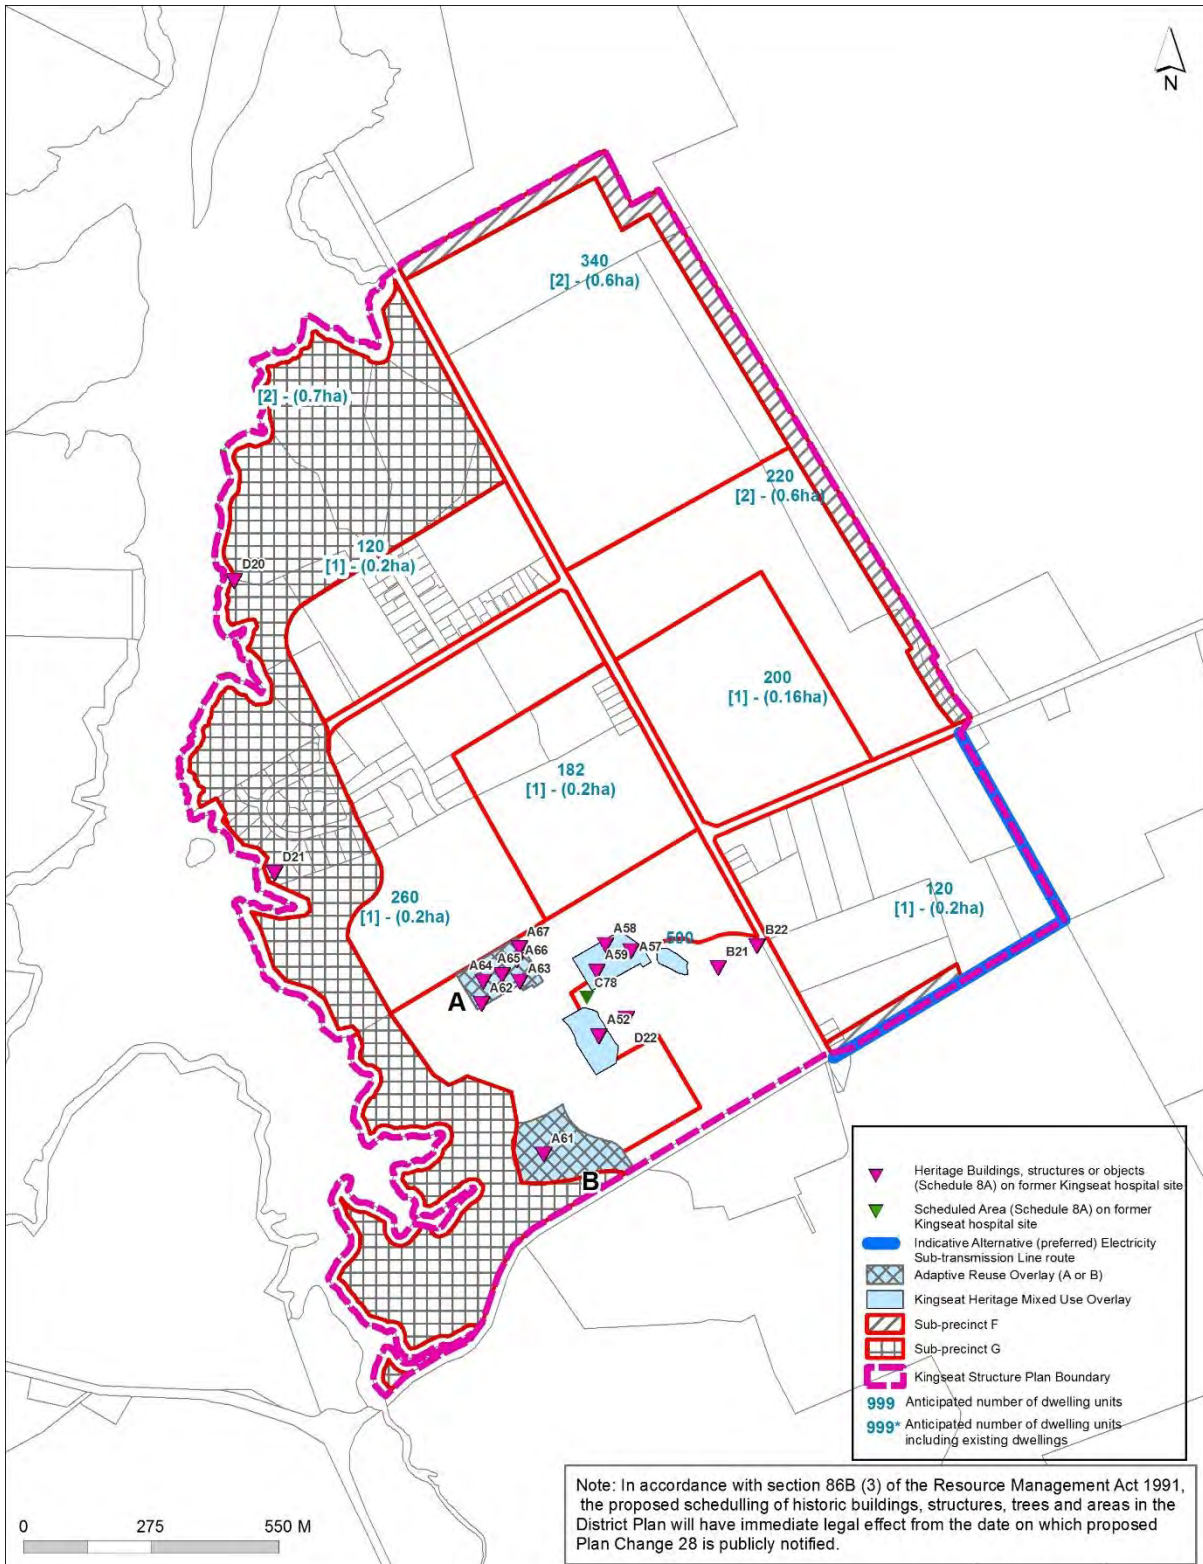 N
340
[2] - (0.6ha)
[2] - (0.7ha)
220
[2] - (0.6ha)
120
[1] - (0.2ha)
D20
200
[1] - (0.16ha)
182
[1] - (0.2ha)
D21
260
[1] - (0.2ha)
120
[1] - (0.2ha)
A67
A66
A65
A64
A63
A62
A
A58
A57
A59
C78
590
B22
B21
A52
D22
A61
B
Heritage Buildings, structures or objects
(Schedule 8A) on former Kingseat hospital site
Scheduled Area (Schedule 8A) on former
Kingseat hospital site
Indicative Alternative (preferred) Electricity
Sub-transmission Line route
Adaptive Reuse Overlay (A or B)
Kingseat Heritage Mixed Use Overlay
Sub-precinct F
Sub-precinct G
Kingseat Structure Plan Boundary
999 Anticipated number of dwelling units
999* Anticipated number of dwelling units
including existing dwellings
Note: In accordance with section 86B (3) of the Resource Management Act 1991,
the proposed schedulling of historic buildings, structures, trees and areas in the
District Plan will have immediate legal effect from the date on which proposed
Plan Change 28 is publicly notified.
0 275 550 M